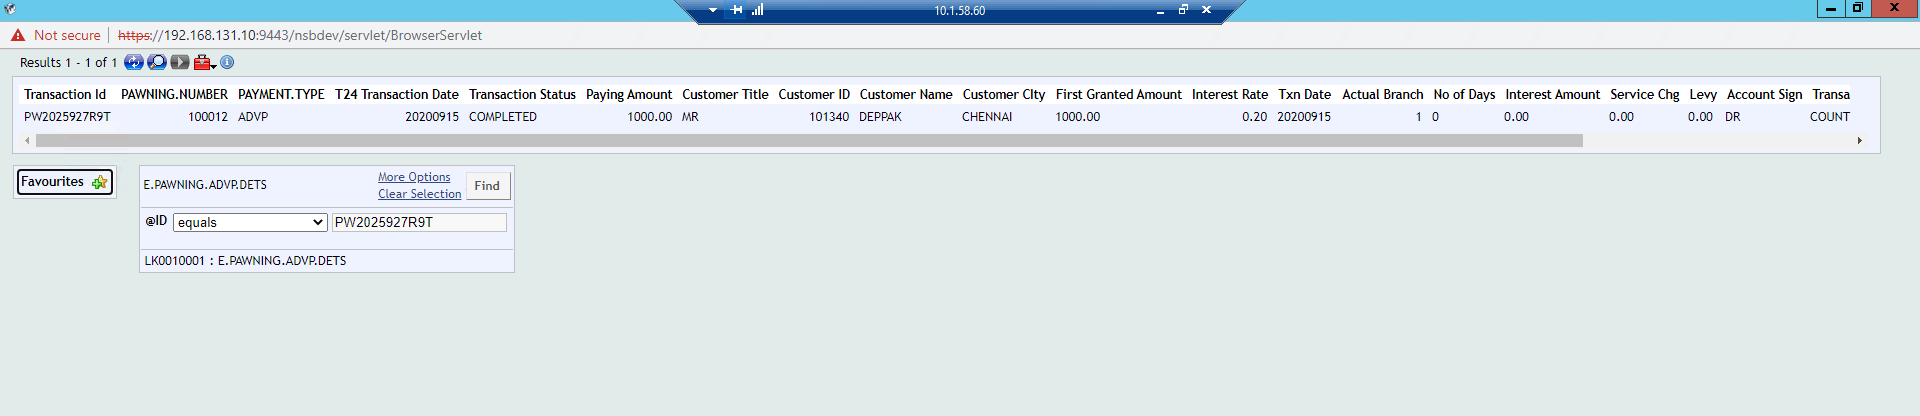 10.1.58.60
Not secure | https://192.168.131.10:9443/nsbdev/servlet/BrowserServlet
Results 1 - 1 of 1
Transaction Id PAWNING.NUMBER PAYMENT.TYPE T24 Transaction Date Transaction Status Paying Amount Customer Title Customer ID Customer Name Customer CIty First Granted Amount Interest Rate Txn Date Actual Branch No of Days Interest Amount Service Chg Levy Account Sign Transa
PW2025927R9T 100012 ADVP 20200915 COMPLETED 1000.00 MR 101340 DEPPAK CHENNAI 1000.00 0.20 20200915 1 0 0.00 0.00 0.00 DR COUNT
Favourites
E.PAWNING.ADVP.DETS
More Options
Clear Selection
Find
@ID equals PW2025927R9T
LK0010001 : E.PAWNING.ADVP.DETS